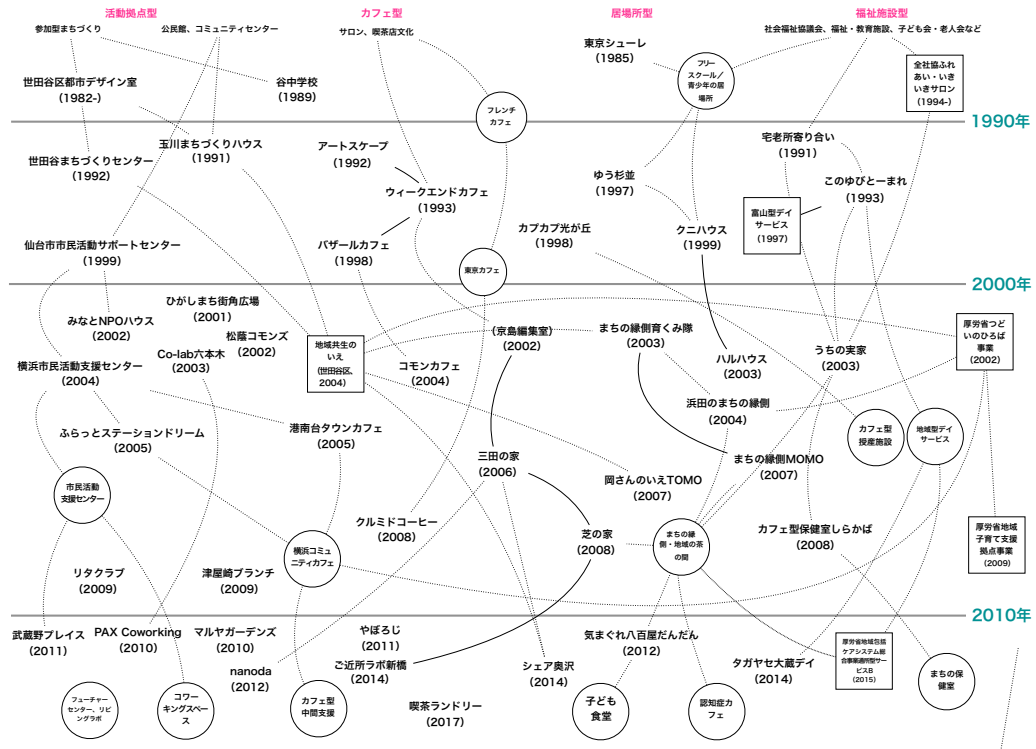 活動拠点型
カフェ型
居場所型
福祉施設型
参加型まちづくり
公民館、コミュニティセンター
サロン、喫茶店文化
社会福祉協議会、福祉・教育施設、子ども会・老人会など
東京シューレ
(1985)
フリー
スクール／
青少年の居
場所
全社協ふれ
あい・いき
いきサロン
(1994-)
世田谷区都市デザイン室
(1982-)
谷中学校
(1989)
フレンチ
カフェ
1990年
玉川まちづくりハウス
(1991)
アートスケープ
(1992)
宅老所寄り合い
(1991)
世田谷まちづくりセンター
(1992)
ゆう杉並
(1997)
このゆびとーまれ
(1993)
ウィークエンドカフェ
(1993)
富山型デイ
サービス
(1997)
カプカプ光が丘
(1998)
クニハウス
(1999)
仙台市市民活動サポートセンター
(1999)
バザールカフェ
(1998)
東京カフェ
2000年
ひがしまち街角広場
(2001)
みなとNPOハウス
(2002)
松蔭コモンズ
(2002)
地域共生の
いえ
(世田谷区、
2004)
(京島編集室)
(2002)
まちの縁側育くみ隊
(2003)
厚労省つど
いのひろば
事業
(2002)
Co-lab六本木
(2003)
横浜市民活動支援センター
(2004)
コモンカフェ
(2004)
ハルハウス
(2003)
うちの実家
(2003)
浜田のまちの縁側
(2004)
ふらっとステーションドリーム
(2005)
港南台タウンカフェ
(2005)
カフェ型
授産施設
地域型デイ
サービス
三田の家
(2006)
まちの縁側MOMO
(2007)
岡さんのいえTOMO
(2007)
市民活動
支援センター
クルミドコーヒー
(2008)
芝の家
(2008)
まちの縁
側・地域の茶
の間
カフェ型保健室しらかば
(2008)
厚労省地域
子育て支援
拠点事業
(2009)
横浜コミュ
ニティカフェ
リタクラブ
(2009)
津屋崎ブランチ
(2009)
2010年
武蔵野プレイス
(2011)
PAX Coworking
(2010)
マルヤガーデンズ
(2010)
やぼろじ
(2011)
気まぐれ八百屋だんだん
(2012)
厚労省地域包括
ケアシステム総
合事業通所型サー
ビスB
(2015)
nanoda
(2012)
ご近所ラボ新橋
(2014)
シェア奥沢
(2014)
タガヤセ大蔵デイ
(2014)
まちの保
健室
フューチャー
センター、リビ
ングラボ
コワー
キングスペー
ス
カフェ型
中間支援
喫茶ランドリー
(2017)
子ども
食堂
認知症カ
フェ